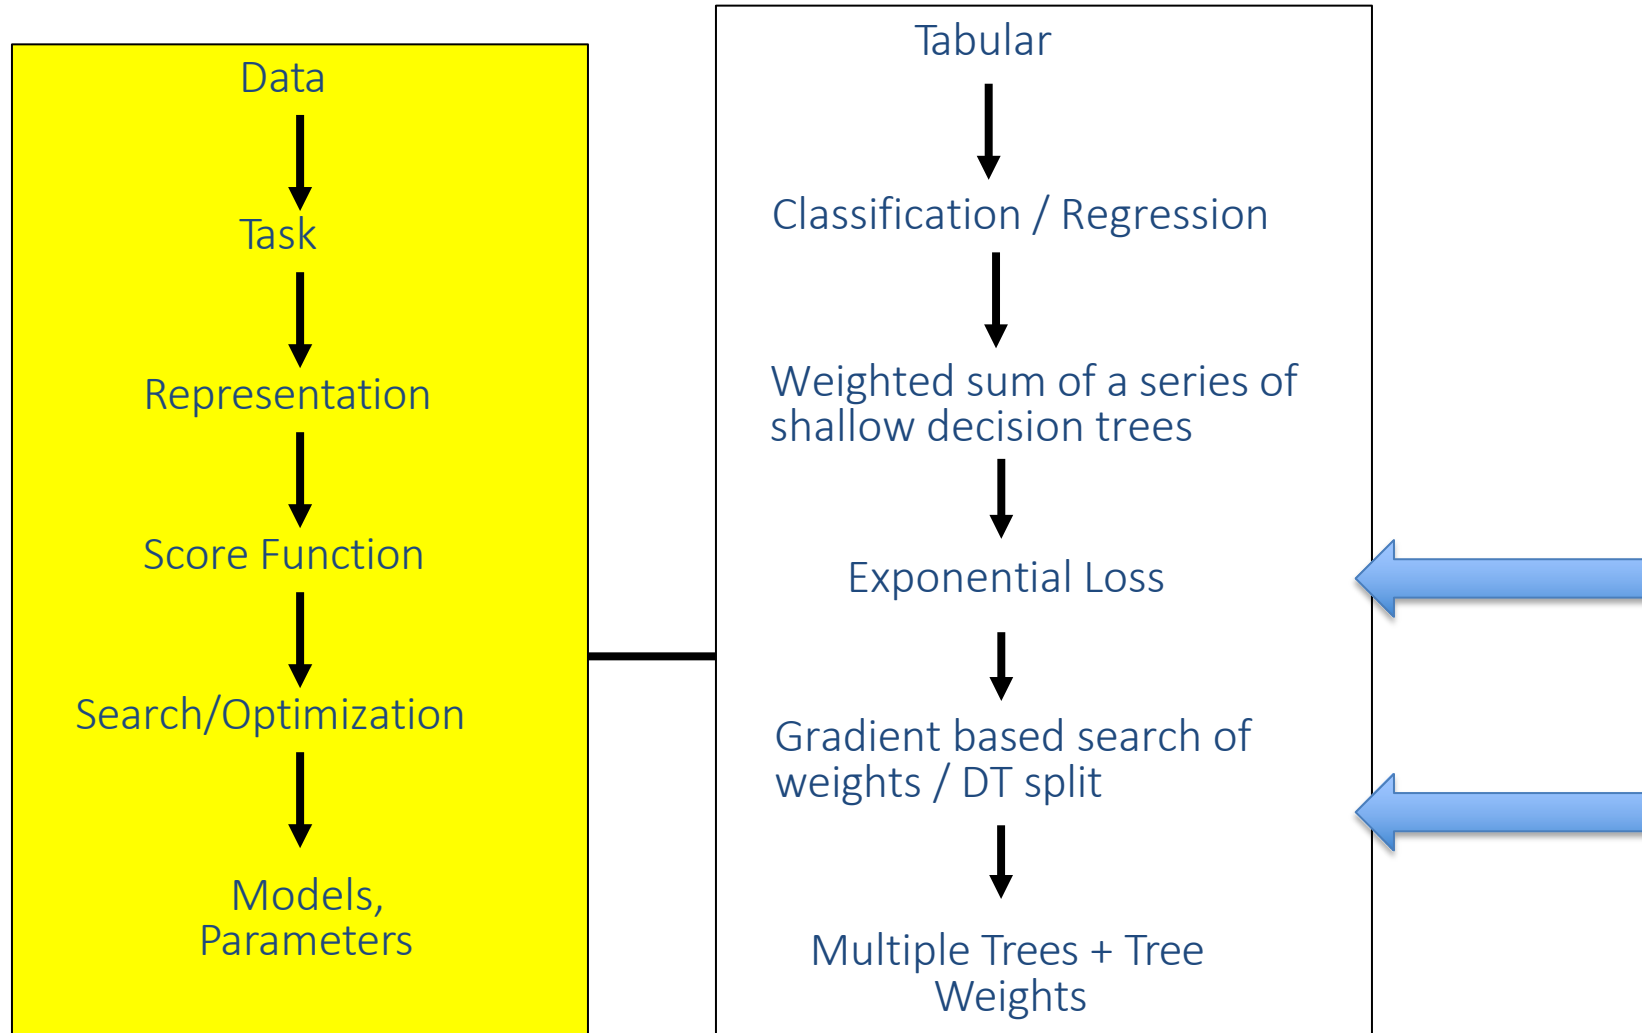 Data
Task
Representation
Score Function
Search/Optimization
Models,
Parameters
Tabular
Classification / Regression
Weighted sum of a series of
shallow decision trees
Exponential Loss
Gradient based search of
weights / DT split
Multiple Trees + Tree
Weights